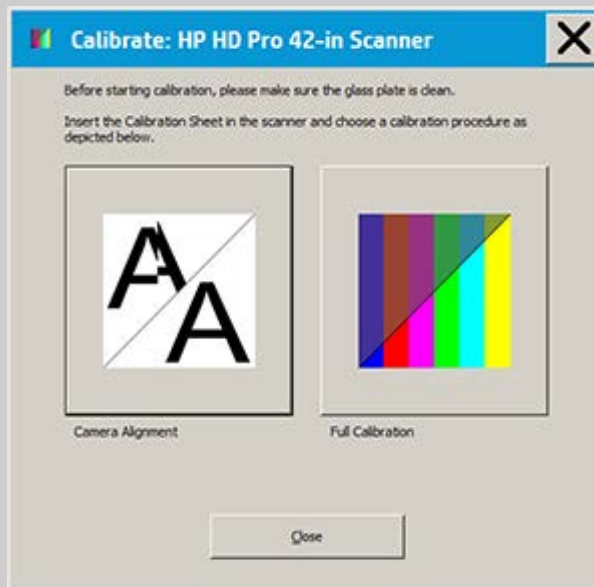 Calibrate: HP HD Pro 42-in Scanner
Before starting calibration, please make sure the glass plate is clean.
Insert the Calibration Sheet in the scanner and choose a calibration procedure as
depicted below.
A
A
Camera Alignment
Full Calibration
Close